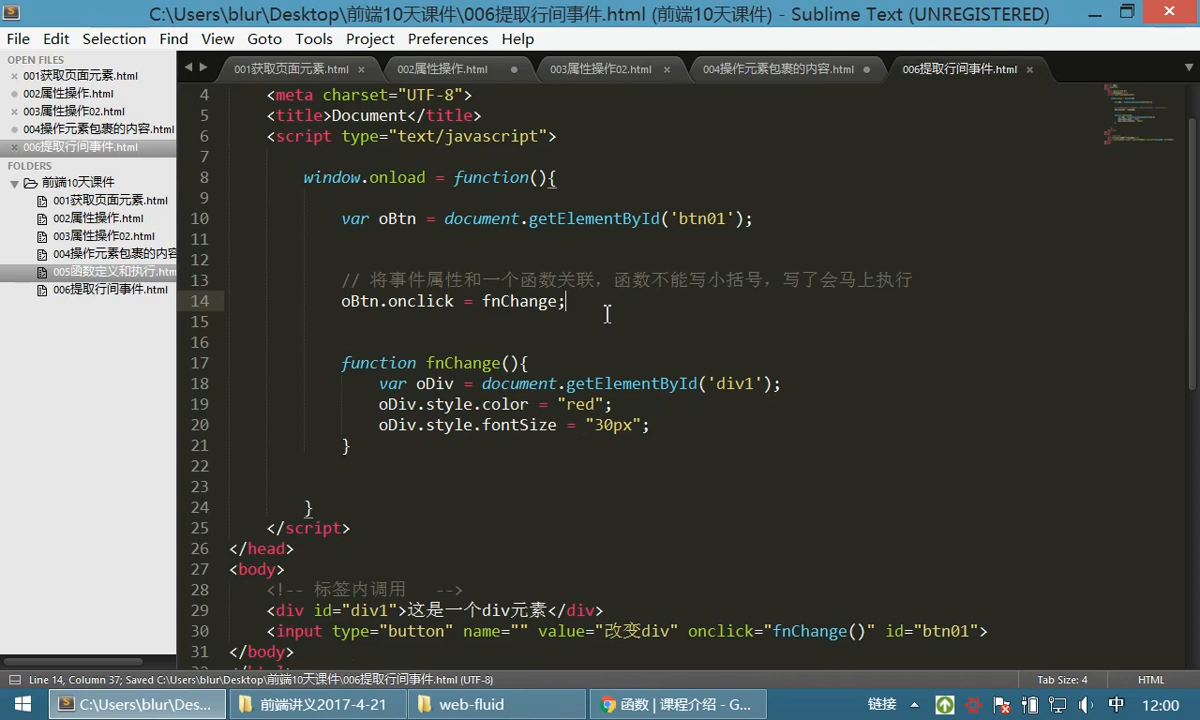 C:\Users\blur\Desktop\前端10天课件\006提取行间事件.html (前端10天课件) - Sublime Text (UNREGISTERED)
File Edit Selection Find View Goto Tools Project Preferences Help
OPEN FILES
001获取页面元素.html
002属性操作.html
003属性操作02.html
004操作元素包裹的内容.html
006提取行间事件.html
FOLDERS
前端10天课件
001获取页面元素.html
002属性操作.html
003属性操作02.html
004操作元素包裹的内容
005函数定义和执行.htm
006提取行间事件.html
001获取页面元素.html 002属性操作.html 003属性操作02.html 004操作元素包裹的内容.html 006提取行间事件.html
4 <meta charset="UTF-8">
5 <title>Document</title>
6 <script type="text/javascript">
7
8 window.onload = function(){
9
10 var oBtn = document.getElementById('btn01');
11
12
13 // 将事件属性和一个函数关联，函数不能写小括号，写了会马上执行
14 oBtn.onclick = fnChange;
15
16
17 function fnChange(){
18 var oDiv = document.getElementById('div1');
19 oDiv.style.color = "red";
20 oDiv.style.fontSize = "30px";
21 }
22
23
24 }
25 </script>
26 </head>
27 <body>
28 <!-- 标签内调用 -->
29 <div id="div1">这是一个div元素</div>
30 <input type="button" name="" value="改变div" onclick="fnChange()" id="btn01">
31 </body>
Line 14, Column 37; Saved C:\Users\blur\Desktop\前端10天课件\006提取行间事件.html (UTF-8) Tab Size: 4 HTML
C:\Users\blur\Des... 前端讲义2017-4-21 web-fluid 函数 | 课程介绍 - G... 链接 中 12:00